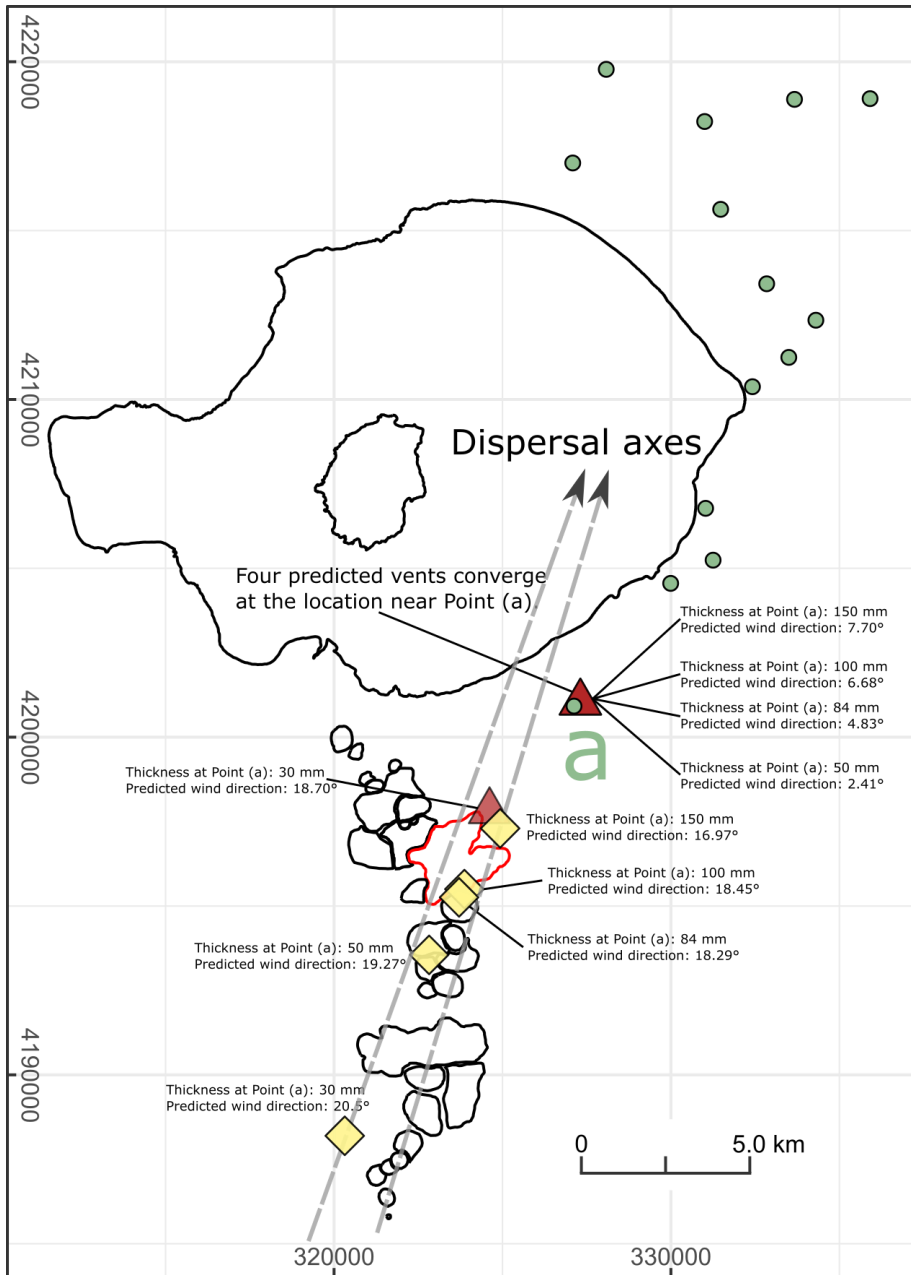 4220000
4210000
Dispersal axes
Four predicted vents converge
at the location near Point (a)
Thickness at Point (a): 150 mm
Predicted wind direction: 7.70°
Thickness at Point (a): 100 mm
Predicted wind direction: 6.68°
Thickness at Point (a): 84 mm
Predicted wind direction: 4.83°
4200000
a
Thickness at Point (a): 50 mm
Predicted wind direction: 2.41°
Thickness at Point (a): 30 mm
Predicted wind direction: 18.70°
Thickness at Point (a): 150 mm
Predicted wind direction: 16.97°
Thickness at Point (a): 100 mm
Predicted wind direction: 18.45°
Thickness at Point (a): 84 mm
Predicted wind direction: 18.29°
Thickness at Point (a): 50 mm
Predicted wind direction: 19.27°
4190000
Thickness at Point (a): 30 mm
Predicted wind direction: 20.5°
0 5.0 km
320000 330000